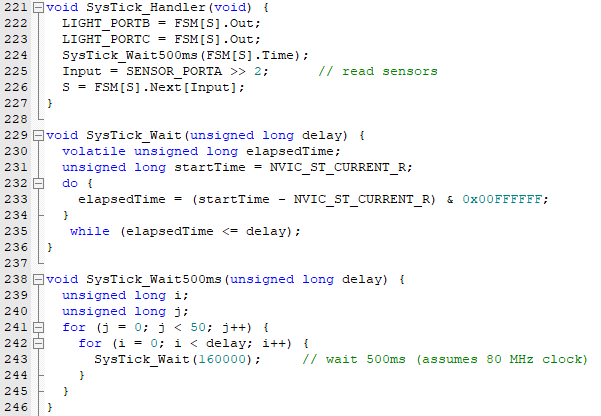 221 void SysTick_Handler(void) {
222   LIGHT_PORTB = FSM[S].Out;
223   LIGHT_PORTC = FSM[S].Out;
224   SysTick_Wait500ms(FSM[S].Time);
225   Input = SENSOR_PORTA >> 2;      // read sensors
226   S = FSM[S].Next[Input];
227 }
228
229 void SysTick_Wait(unsigned long delay) {
230   volatile unsigned long elapsedTime;
231   unsigned long startTime = NVIC_ST_CURRENT_R;
232   do {
233     elapsedTime = (startTime - NVIC_ST_CURRENT_R) & 0x00FFFFFF;
234   }
235    while (elapsedTime <= delay);
236 }
237
238 void SysTick_Wait500ms(unsigned long delay) {
239   unsigned long i;
240   unsigned long j;
241   for (j = 0; j < 50; j++) {
242     for (i = 0; i < delay; i++) {
243       SysTick_Wait(160000);     // wait 500ms (assumes 80 MHz clock)
244     }
245   }
246 }